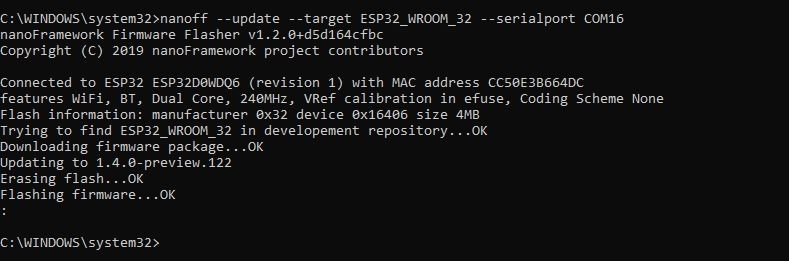 C:\WINDOWS\system32>nanoff --update --target ESP32_WROOM_32 --serialport COM16
nanoFramework Firmware Flasher v1.2.0+d5d164cfbc
Copyright (C) 2019 nanoFramework project contributors
Connected to ESP32 ESP32D0WDQ6 (revision 1) with MAC address CC50E3B664DC
features WiFi, BT, Dual Core, 240MHz, VRef calibration in efuse, Coding Scheme None
Flash information: manufacturer 0x32 device 0x16406 size 4MB
Trying to find ESP32_WROOM_32 in developement repository...OK
Downloading firmware package...OK
Updating to 1.4.0-preview.122
Erasing flash...OK
Flashing firmware...OK
:
C:\WINDOWS\system32>